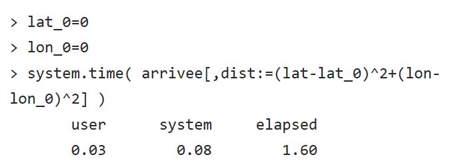 > lat_0=0
> lon_0=0
> system.time( arrivee[,dist:=(lat-lat_0)^2+(lon-
lon_0)^2] )
user system elapsed
0.03 0.08 1.60